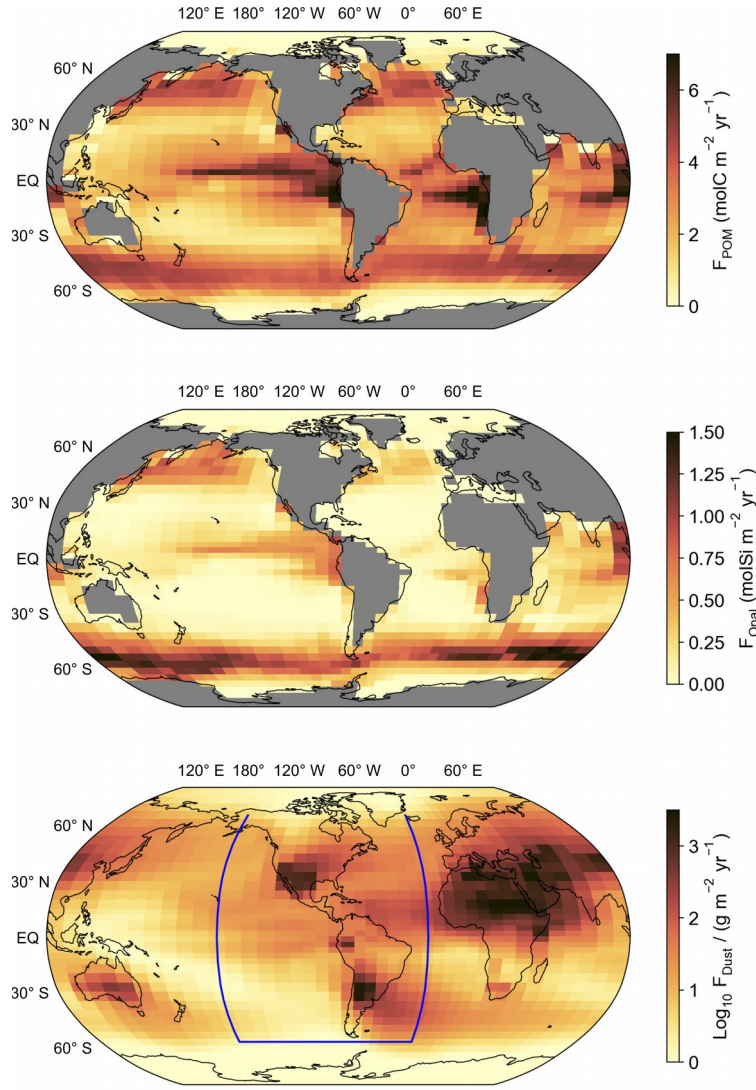 120° E 180° 120° W 60° W 0° 60° E
60° N
30° N
EQ
30° S
60° S
6
4
2
0
F_POM (molC m⁻² yr⁻¹)
120° E 180° 120° W 60° W 0° 60° E
60° N
30° N
EQ
30° S
60° S
1.50
1.25
1.00
0.75
0.50
0.25
0.00
F_Opal (molSi m⁻² yr⁻¹)
120° E 180° 120° W 60° W 0° 60° E
60° N
30° N
EQ
30° S
60° S
3
2
1
0
Log₁₀ F_Dust / (g m⁻² yr⁻¹)